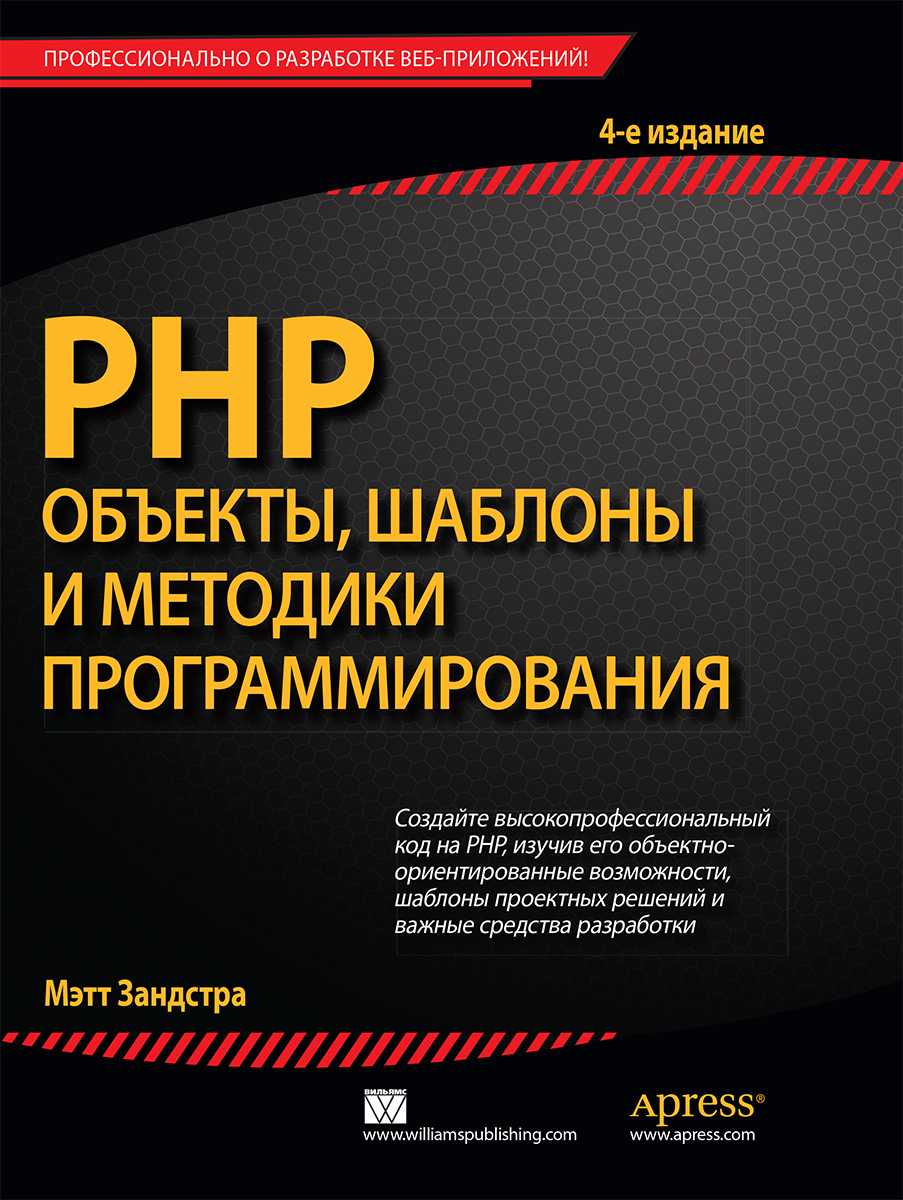 ПРОФЕССИОНАЛЬНО О РАЗРАБОТКЕ ВЕБ-ПРИЛОЖЕНИЙ!
4-е издание
PHP
ОБЪЕКТЫ, ШАБЛОНЫ
И МЕТОДИКИ
ПРОГРАММИРОВАНИЯ
Создайте высокопрофессиональный
код на PHP, изучив его объектно-
ориентированные возможности,
шаблоны проектных решений и
важные средства разработки
Мэтт Зандстра
ВИЛЬЯМС
W
www.williamspublishing.com
Apress®
www.apress.com